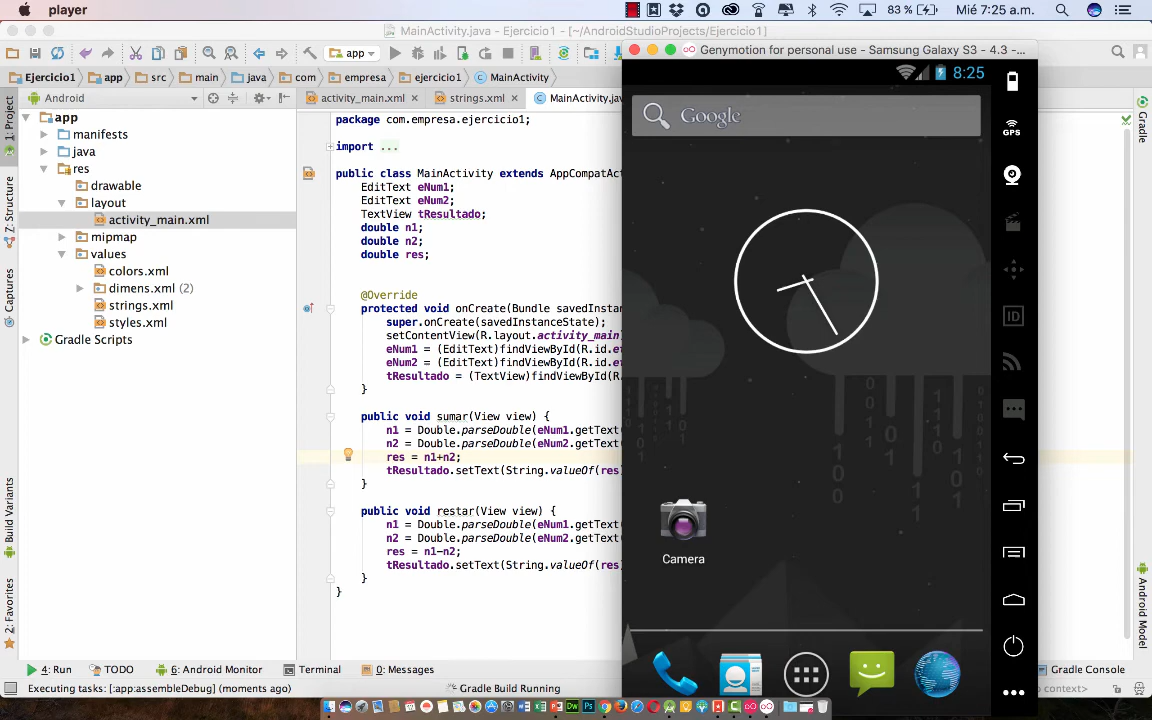 player
83 %
Mié 7:25 a.m.
MainActivity.java - Ejercicio1 - [~/AndroidStudioProjects/Ejercicio1]
Genymotion for personal use - Samsung Galaxy S3 - 4.3 -...
app
Ejercicio1
app
src
main
java
com
empresa
ejercicio1
MainActivity
Android
activity_main.xml
strings.xml
MainActivity.java
1: Project
Z: Structure
Captures
Build Variants
2: Favorites
app
manifests
java
res
drawable
layout
activity_main.xml
mipmap
values
colors.xml
dimens.xml (2)
strings.xml
styles.xml
Gradle Scripts
package com.empresa.ejercicio1;
import ...
public class MainActivity extends AppCompatAct
EditText eNum1;
EditText eNum2;
TextView tResultado;
double n1;
double n2;
double res;
@Override
protected void onCreate(Bundle savedInstan
super.onCreate(savedInstanceState);
setContentView(R.layout.activity_main)
eNum1 = (EditText)findViewById(R.id.et
eNum2 = (EditText)findViewById(R.id.et
tResultado = (TextView)findViewById(R.
}
public void sumar(View view) {
n1 = Double.parseDouble(eNum1.getText(
n2 = Double.parseDouble(eNum2.getText(
res = n1+n2;
tResultado.setText(String.valueOf(res)
}
public void restar(View view) {
n1 = Double.parseDouble(eNum1.getText(
n2 = Double.parseDouble(eNum2.getText(
res = n1-n2;
tResultado.setText(String.valueOf(res)
}
}
8:25
Google
Camera
GPS
ID
Gradle
Android Model
4: Run
TODO
6: Android Monitor
Terminal
0: Messages
Gradle Console
Executing tasks: [:app:assembleDebug] (moments ago)
Gradle Build Running
context>